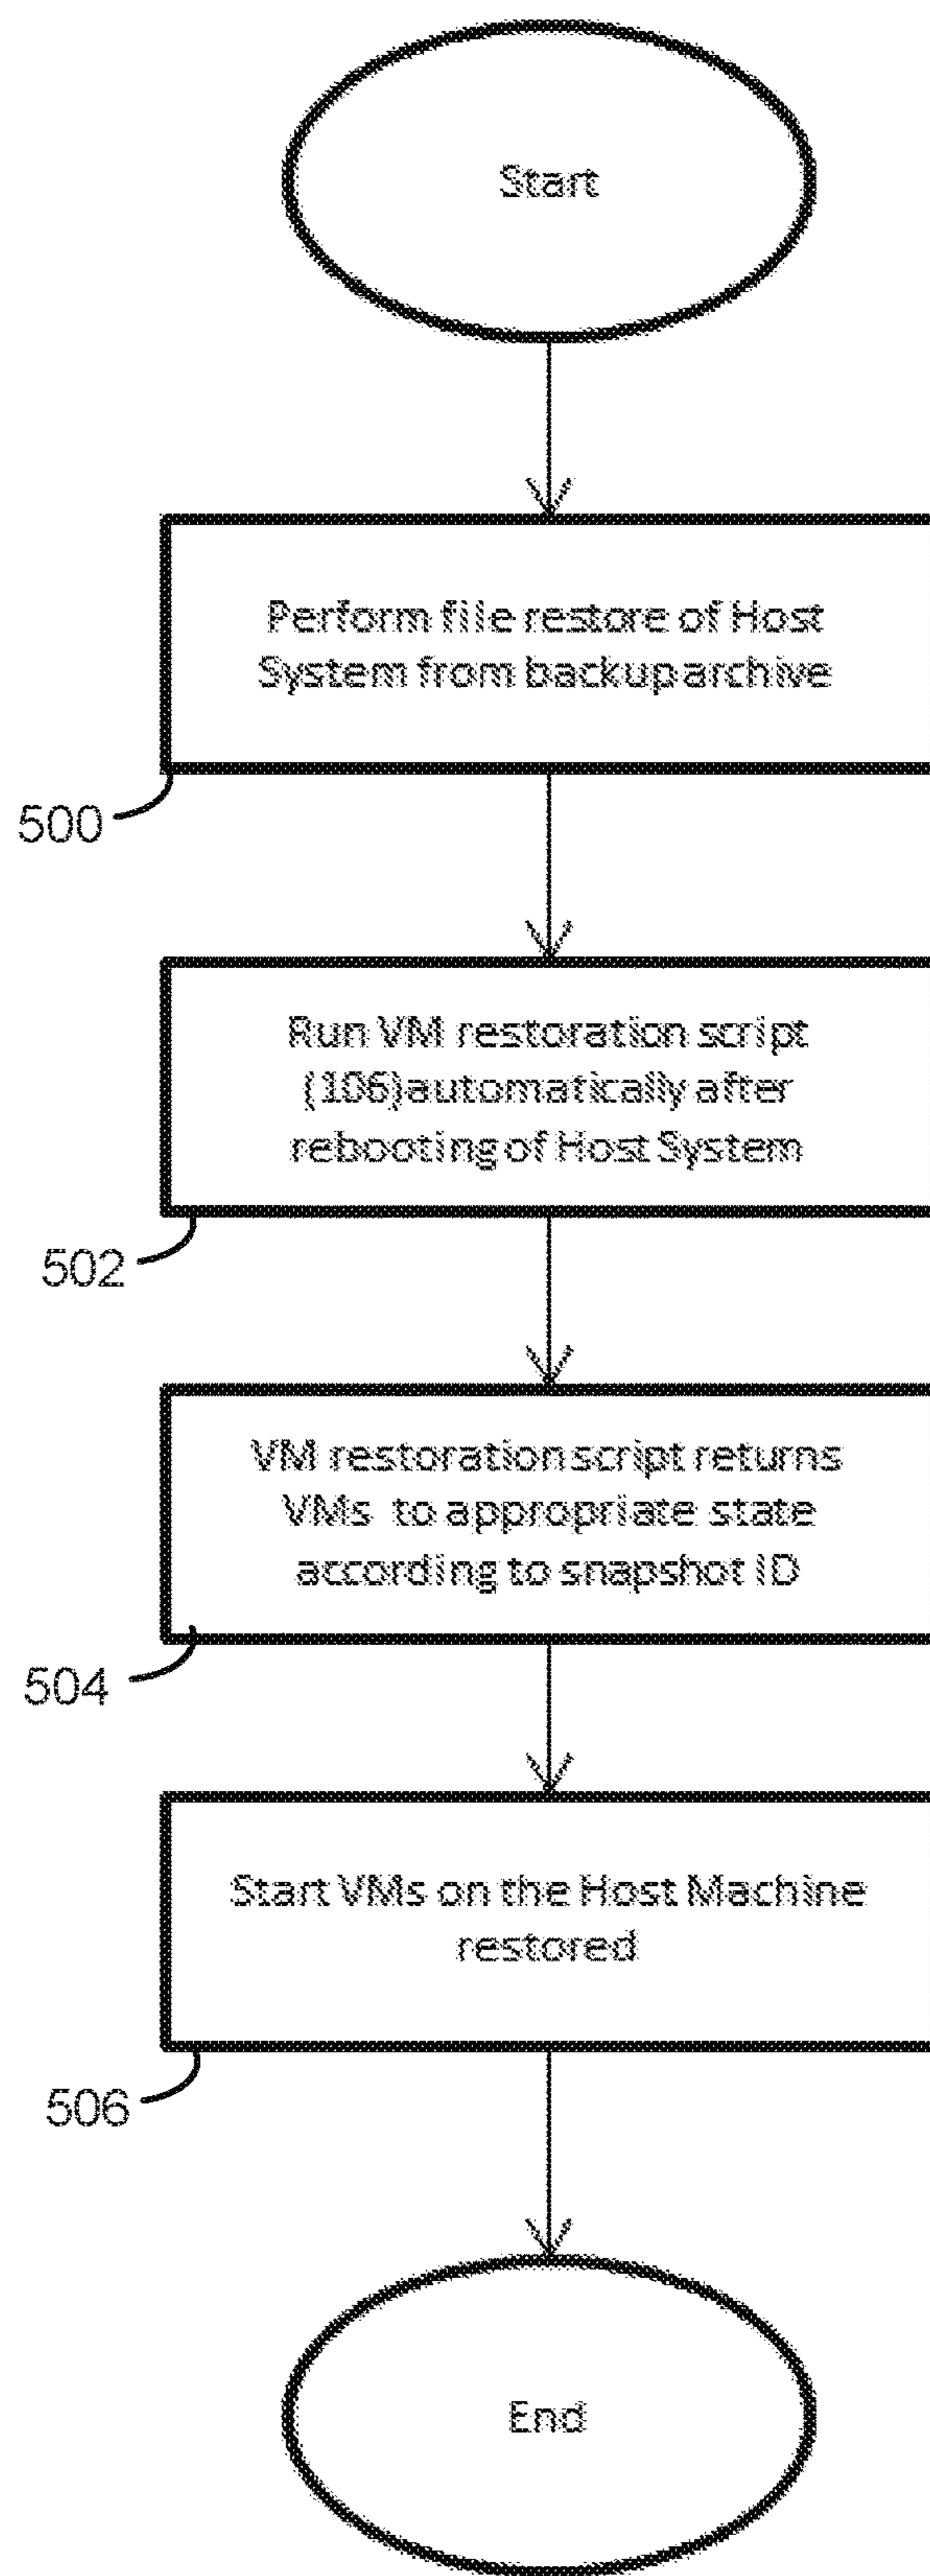 Start
Perform file restore of Host
System from backup archive
500
Run VM restoration script
(106)automatically after
rebooting of Host System
502
VM restoration script returns
VMs to appropriate state
according to snapshot ID
504
Start VMs on the Host Machine
restored
506
End